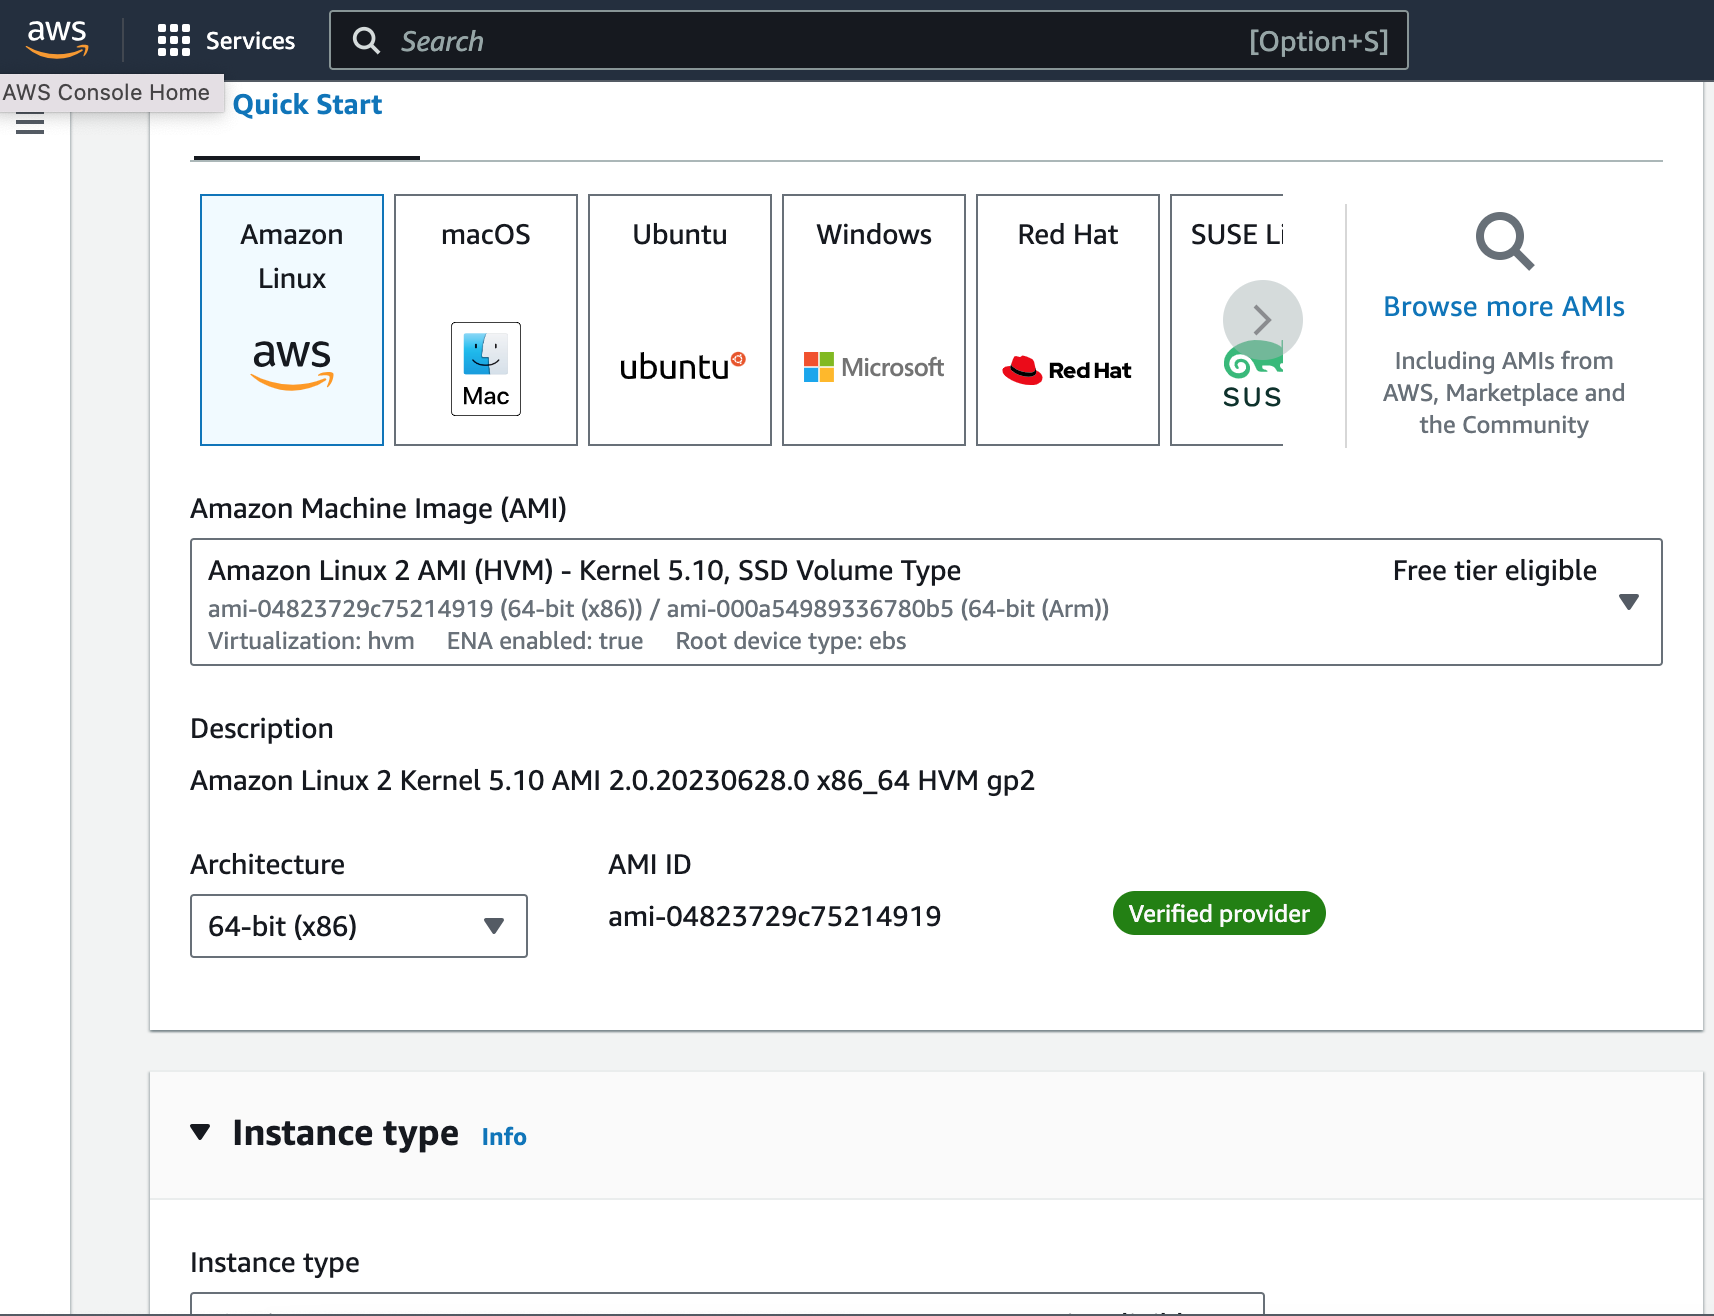 aws
Services
Search
[Option+S]
AWS Console Home
Quick Start
Amazon
Linux
aws
macOS
Mac
Ubuntu
ubuntu
Windows
Microsoft
Red Hat
Red Hat
SUSE Li
SUS
Browse more AMIs
Including AMIs from
AWS, Marketplace and
the Community
Amazon Machine Image (AMI)
Amazon Linux 2 AMI (HVM) - Kernel 5.10, SSD Volume Type
Free tier eligible
ami-04823729c75214919 (64-bit (x86)) / ami-000a54989336780b5 (64-bit (Arm))
Virtualization: hvm ENA enabled: true Root device type: ebs
Description
Amazon Linux 2 Kernel 5.10 AMI 2.0.20230628.0 x86_64 HVM gp2
Architecture
AMI ID
64-bit (x86)
ami-04823729c75214919
Verified provider
Instance type Info
Instance type